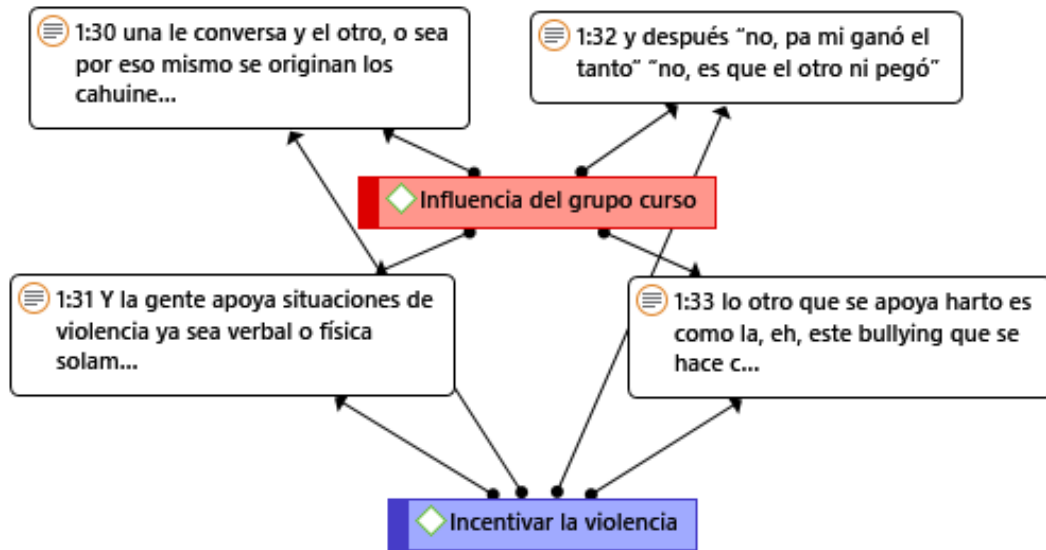 1:30 una le conversa y el otro, o sea
por eso mismo se originan los
cahuine...
1:32 y después “no, pa mi ganó el
tanto” “no, es que el otro ni pegó”
Influencia del grupo curso
1:31 Y la gente apoya situaciones de
violencia ya sea verbal o física
solam...
1:33 lo otro que se apoya harto es
como la, eh, este bullying que se
hace c...
Incentivar la violencia